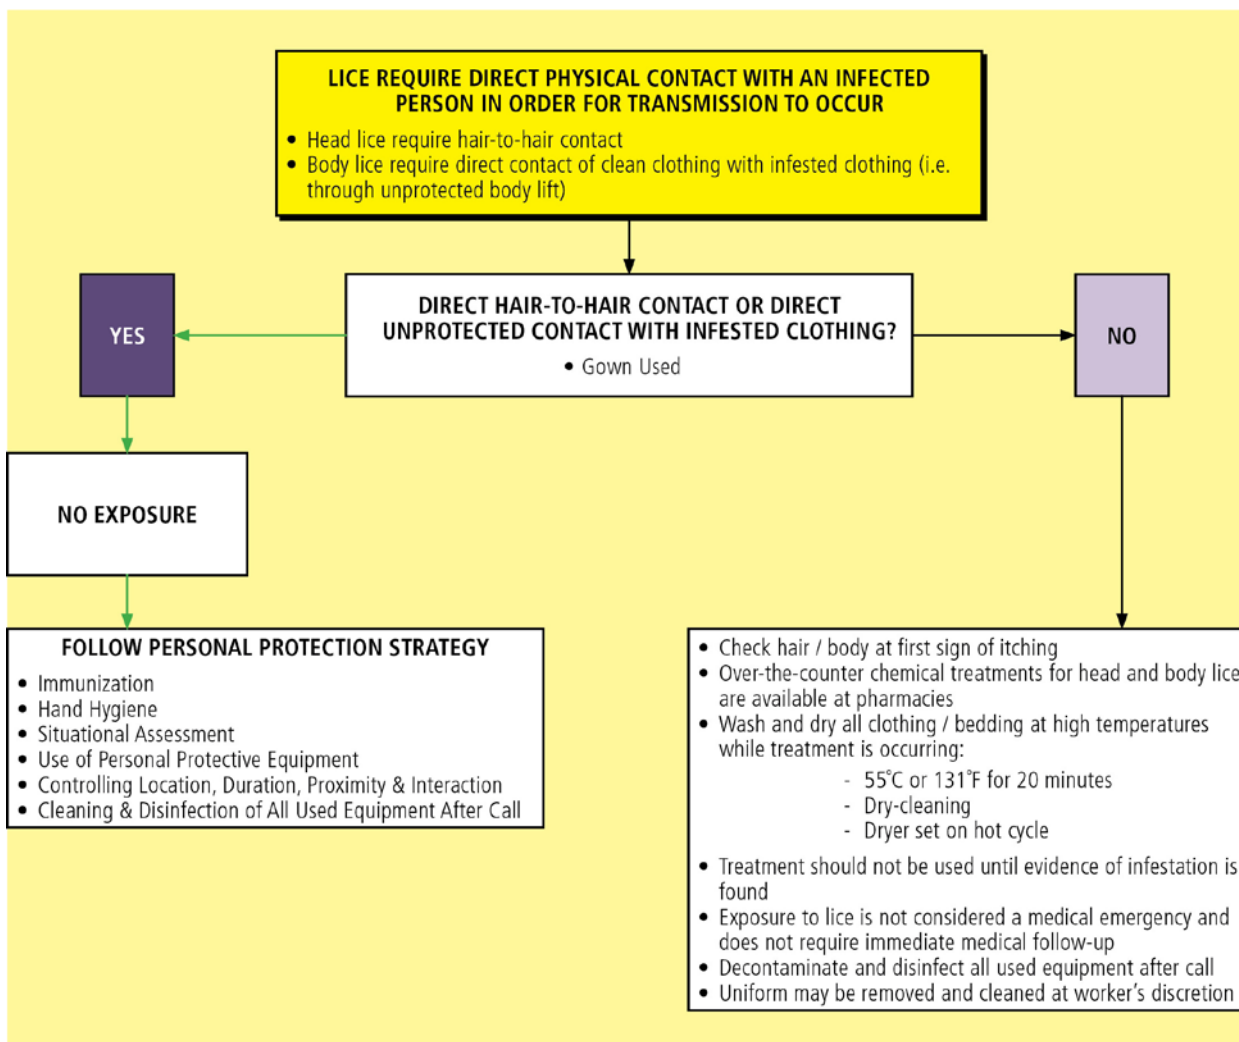 LICE REQUIRE DIRECT PHYSICAL CONTACT WITH AN INFECTED
PERSON IN ORDER FOR TRANSMISSION TO OCCUR
• Head lice require hair-to-hair contact
• Body lice require direct contact of clean clothing with infested clothing (i.e.
through unprotected body lift)
DIRECT HAIR-TO-HAIR CONTACT OR DIRECT
UNPROTECTED CONTACT WITH INFESTED CLOTHING?
• Gown Used
YES
NO
NO EXPOSURE
FOLLOW PERSONAL PROTECTION STRATEGY
• Immunization
• Hand Hygiene
• Situational Assessment
• Use of Personal Protective Equipment
• Controlling Location, Duration, Proximity & Interaction
• Cleaning & Disinfection of All Used Equipment After Call
• Check hair / body at first sign of itching
• Over-the-counter chemical treatments for head and body lice
are available at pharmacies
• Wash and dry all clothing / bedding at high temperatures
while treatment is occurring:
- 55°C or 131°F for 20 minutes
- Dry-cleaning
- Dryer set on hot cycle
• Treatment should not be used until evidence of infestation is
found
• Exposure to lice is not considered a medical emergency and
does not require immediate medical follow-up
• Decontaminate and disinfect all used equipment after call
• Uniform may be removed and cleaned at worker's discretion